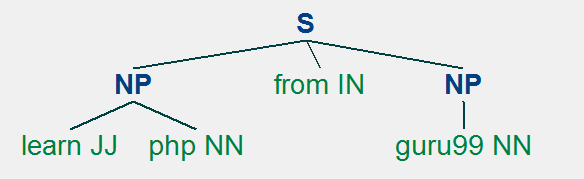 S
NP from IN NP
learn JJ php NN guru99 NN